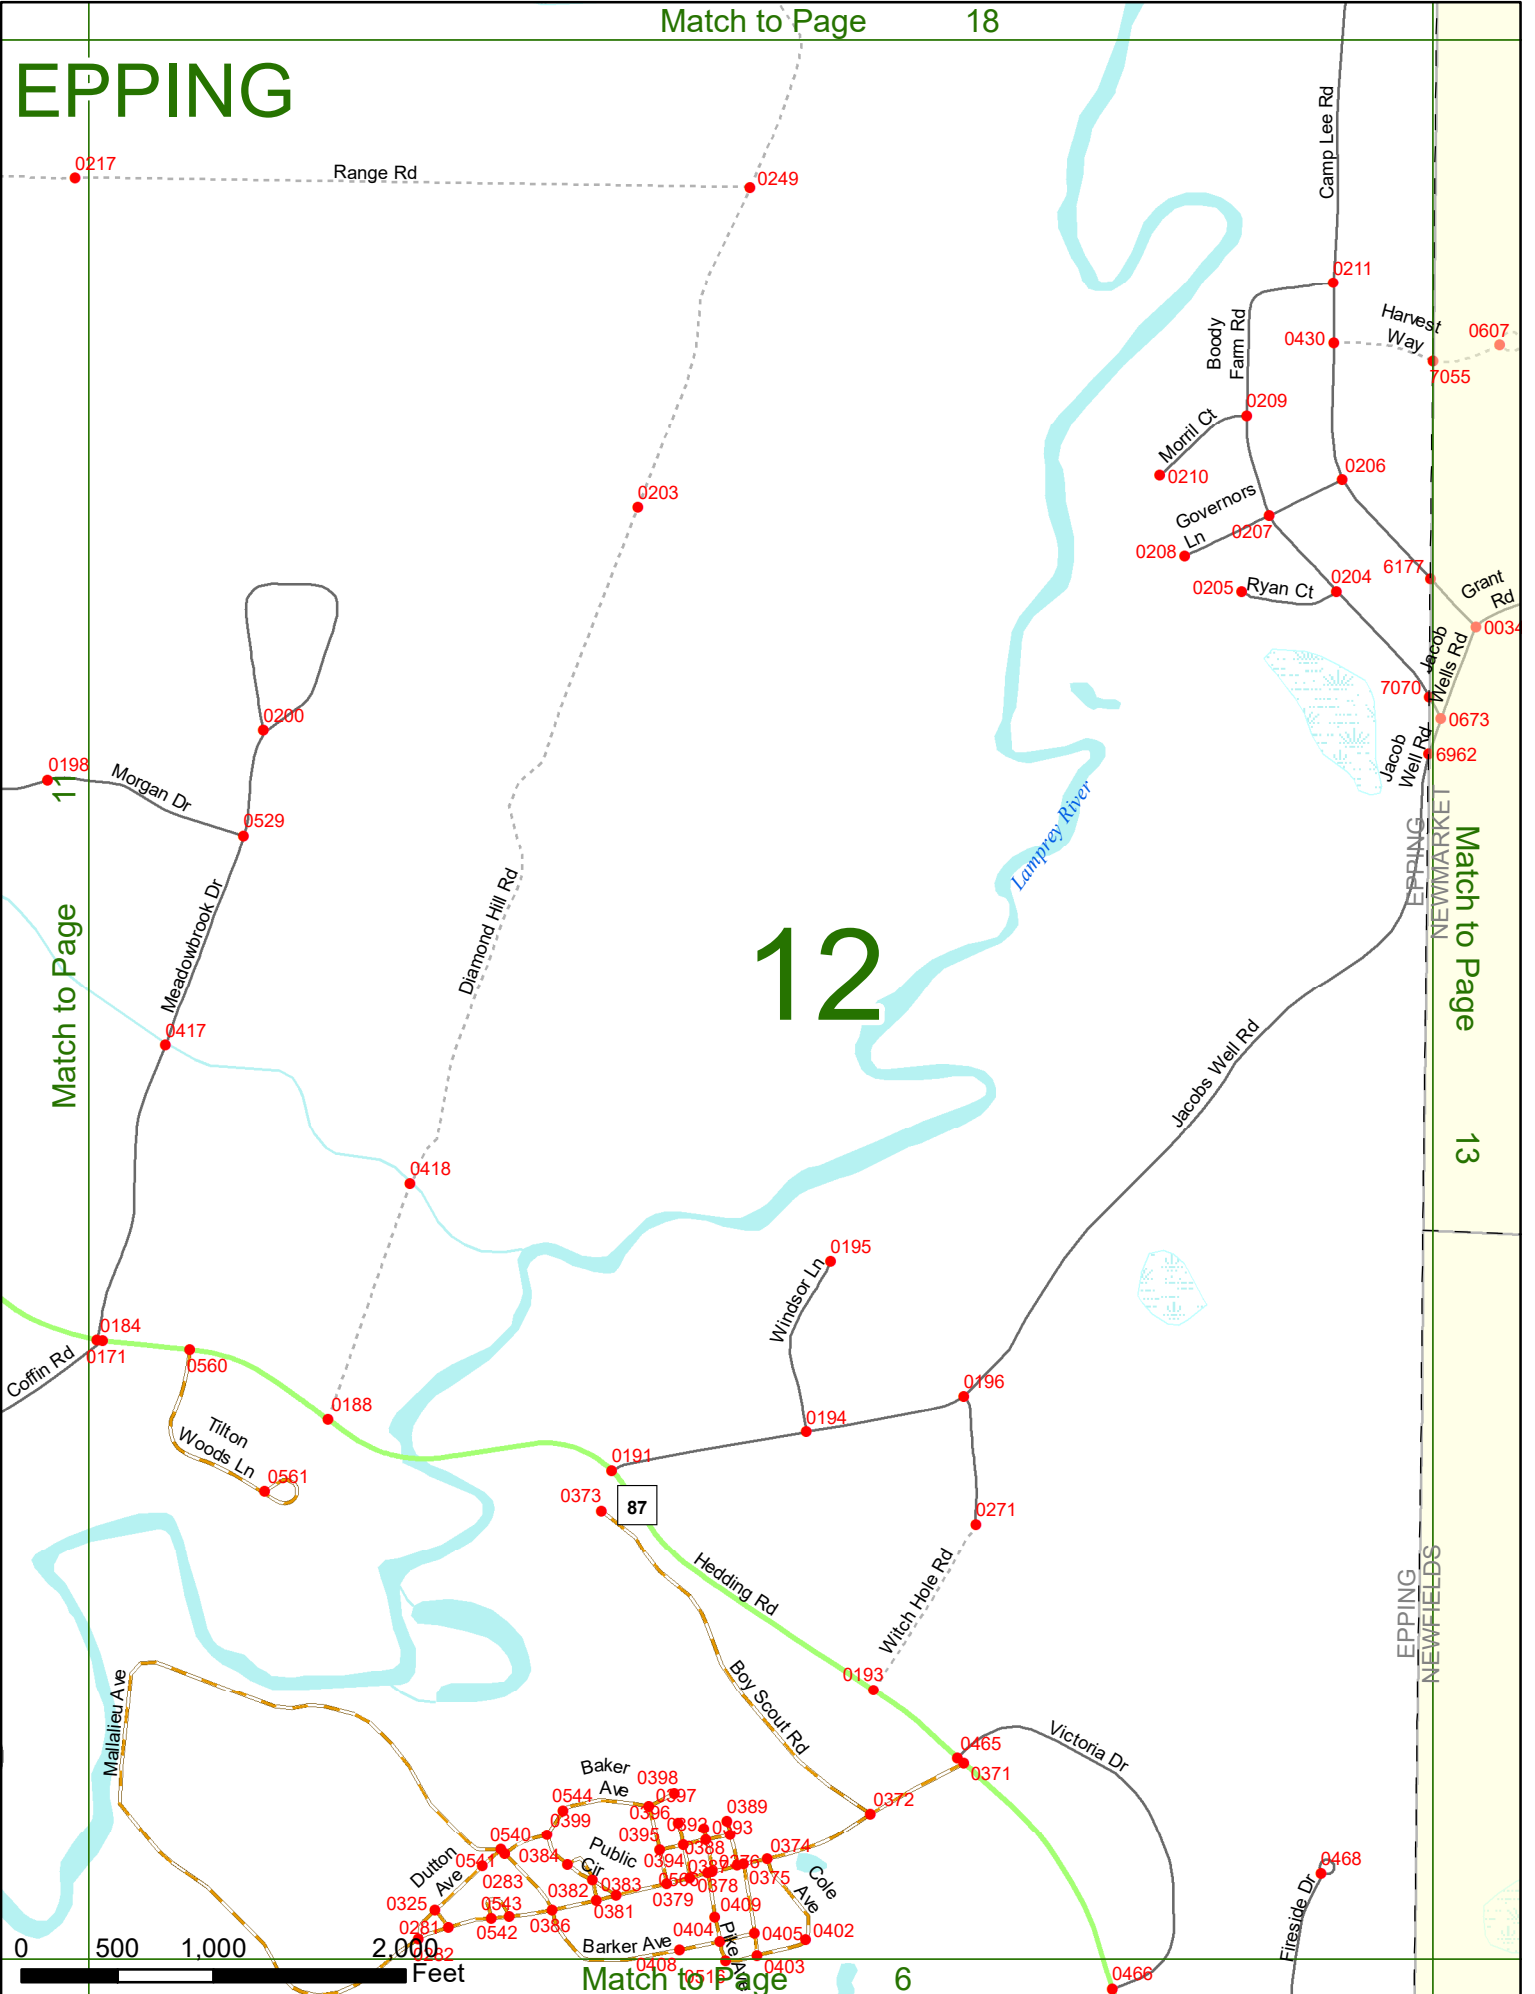 Match to Page 18
EPPING
Camp Lee Rd
0217
Range Rd
0249
0211
Harvest
Way
0607
0430
7055
Boody
Farm Rd
0209
Morril Ct
0210
0206
0203
Governors
Ln
0207
0208
6177
Grant
Rd
0205
Ryan Ct
0204
0034
Jacob
Wells Rd
7070
0673
0200
Jacob
Well Rd
6962
0198
Morgan Dr
11
0529
Lamprey River
EPPING
NEWMARKET
Match to Page
13
Meadowbrook Dr
Diamond Hill Rd
12
Match to Page
0417
Jacobs Well Rd
0418
0195
Windsor Ln
0184
0171
Coffin Rd
0560
0188
0196
0194
Tilton
Woods Ln
0561
0191
0373
87
0271
Hedding Rd
Witch Hole Rd
EPPING
NEWFIELDS
0193
Mallalieu Ave
Boy Scout Rd
0465
0371
Victoria Dr
Baker
Ave
0398
0397
0372
0544
0396
0389
0399
0392
0393
0540
0395
0388
0374
0541
0384
Public
Cir
0394
0387
0376
0375
Dutton
Ave
0283
0383
0566
0378
Cole
Ave
0468
0382
0379
0325
0543
0381
0409
0281
0542
0386
0404
0405
0402
0282
Barker Ave
0408
Pike Ave
0403
0516
Fireside Dr
0466
0 500 1,000 2,000
Feet
Match to Page 6